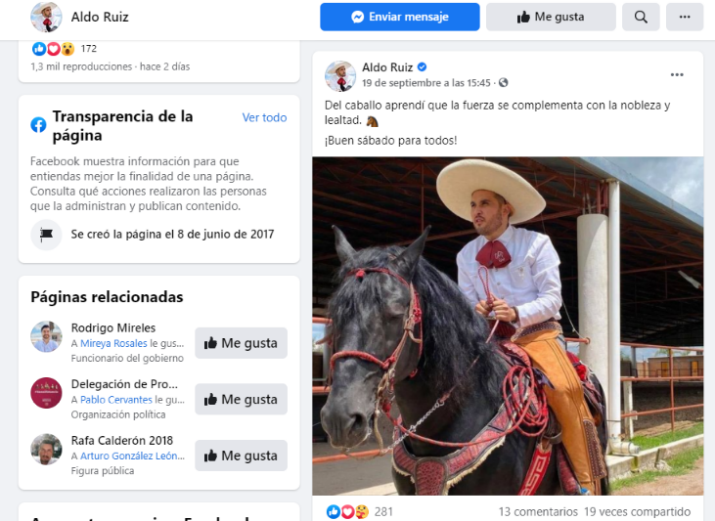 Aldo Ruiz
Enviar mensaje
Me gusta
172
1,3 mil reproducciones · hace 2 días
Transparencia de la
página
Ver todo
Facebook muestra información para que
entiendas mejor la finalidad de una página.
Consulta qué acciones realizaron las personas
que la administran y publican contenido.
Se creó la página el 8 de junio de 2017
Páginas relacionadas
Rodrigo Mireles
A Mireya Rosales le gus...
Funcionario del gobierno
Me gusta
Delegación de Pro...
A Pablo Cervantes le gu...
Organización política
Me gusta
Rafa Calderón 2018
A Arturo González León...
Figura pública
Me gusta
Aldo Ruiz
19 de septiembre a las 15:45 ·
Del caballo aprendí que la fuerza se complementa con la nobleza y
lealtad. 🐴
¡Buen sábado para todos!
281
13 comentarios 19 veces compartido